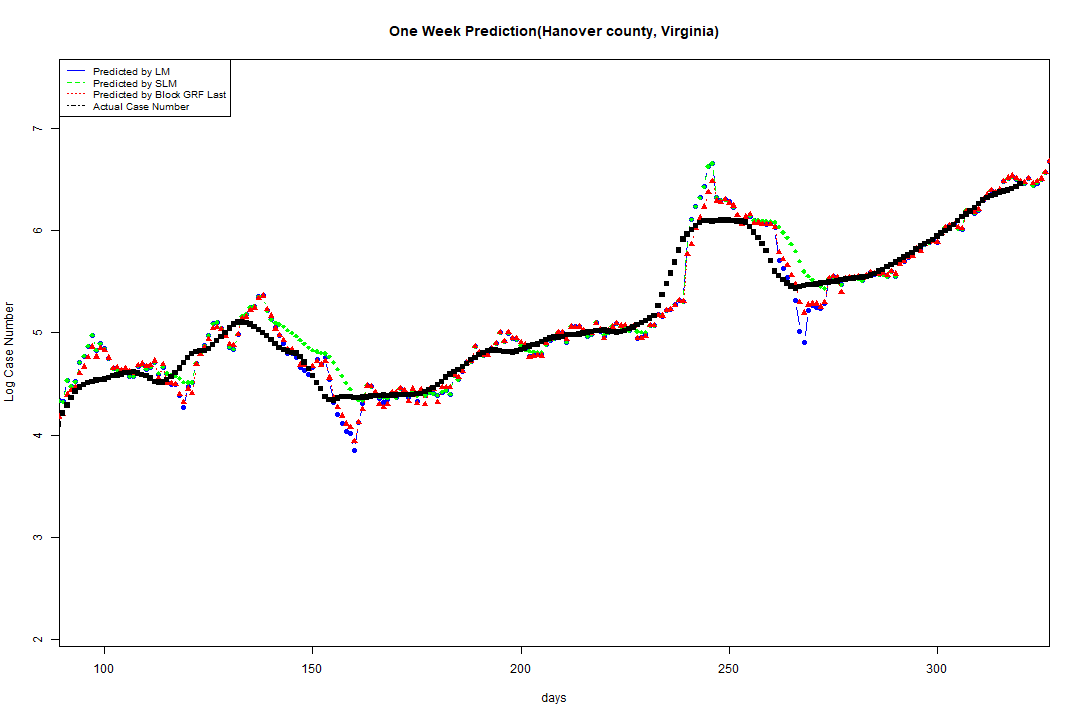 One Week Prediction(Hanover county, Virginia)
Predicted by LM
Predicted by SLM
Predicted by Block GRF Last
Actual Case Number
7
6
5
4
3
2
Log Case Number
100 150 200 250 300
days